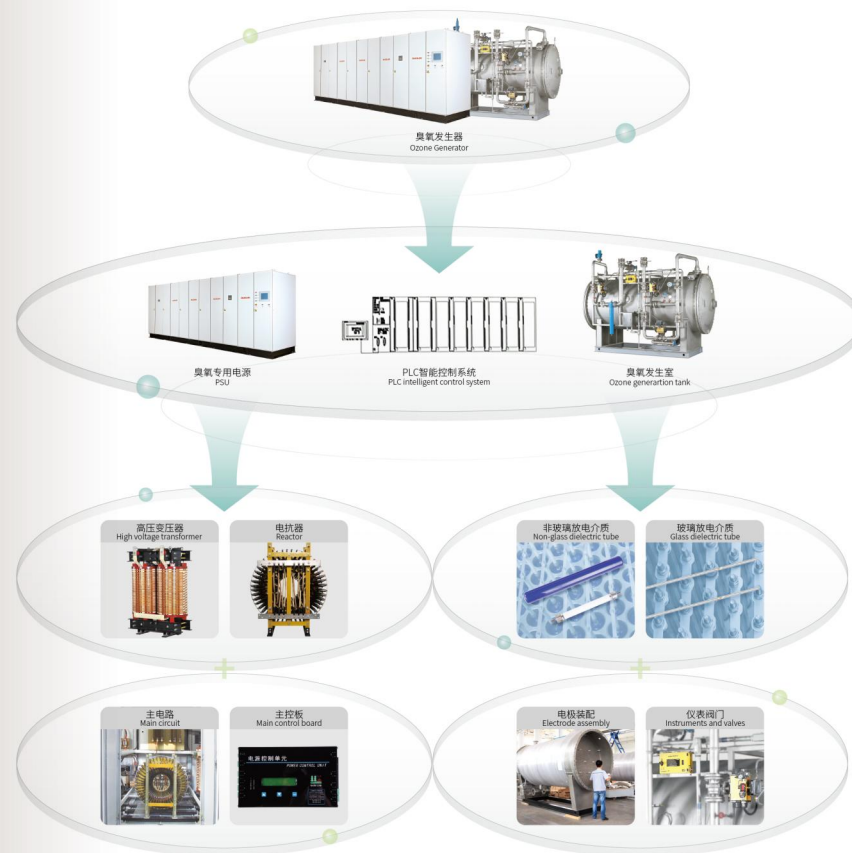 臭氧发生器
Ozone Generator
臭氧专用电源
PSU
PLC智能控制系统
PLC intelligent control system
臭氧发生室
Ozone generartion tank
高压变压器
High voltage transformer
电抗器
Reactor
非玻璃放电介质
Non-glass dielectric tube
玻璃放电介质
Glass dielectric tube
主电路
Main circuit
主控板
Main control board
电源控制单元
POWER CONTROL UNIT
电极装配
Electrode assembly
仪表阀门
Instruments and valves